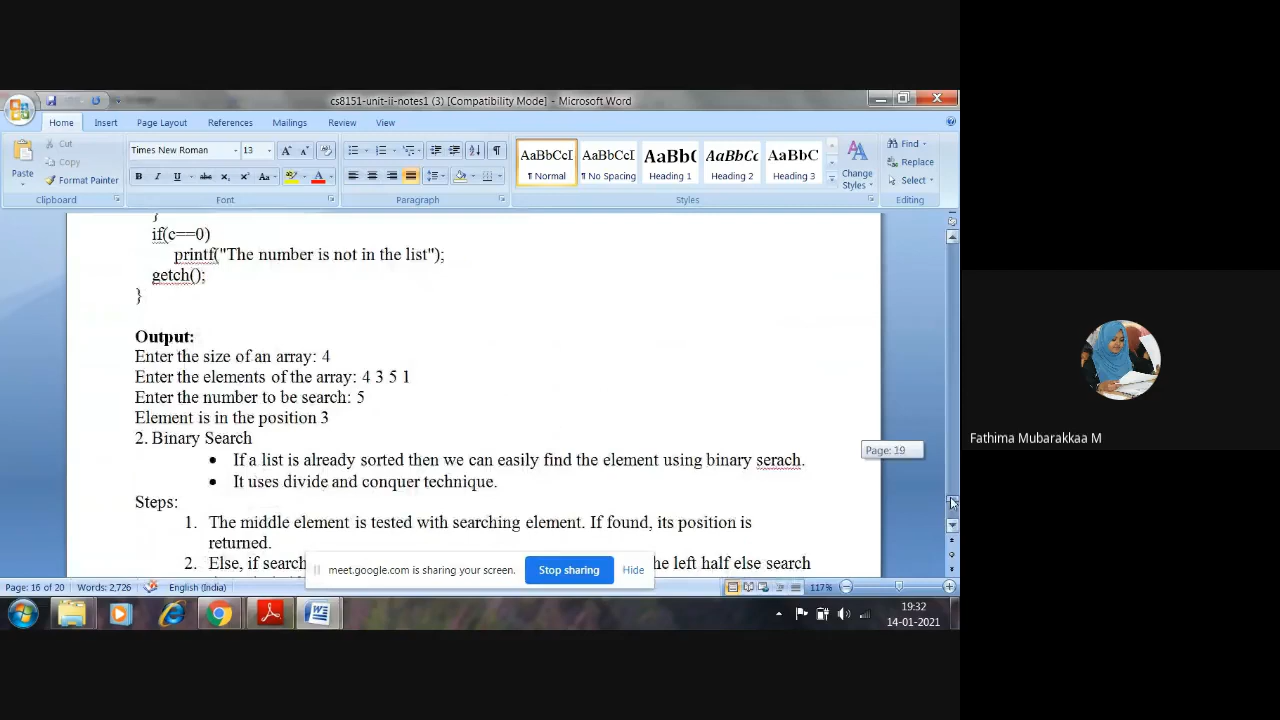 cs8151-unit-ii-notes1 (3) [Compatibility Mode] - Microsoft Word
Home Insert Page Layout References Mailings Review View
Times New Roman 13
Paste
Cut
Copy
Format Painter
B I U abe x₂ x² Aa A
AaBbCcI AaBbCcI AaBb( AaBbCc AaBbC
¶ Normal ¶ No Spacing Heading 1 Heading 2 Heading 3
Change Styles
Find
Replace
Select
Clipboard Font Paragraph Styles Editing
}
if(c==0)
printf("The number is not in the list");
getch();
}
Output:
Enter the size of an array: 4
Enter the elements of the array: 4 3 5 1
Enter the number to be search: 5
Element is in the position 3
2. Binary Search
• If a list is already sorted then we can easily find the element using binary serach.
• It uses divide and conquer technique.
Steps:
1. The middle element is tested with searching element. If found, its position is
returned.
2. Else, if search he left half else search
Page: 19
meet.google.com is sharing your screen. Stop sharing Hide
Page: 16 of 20 Words: 2,726 English (India) 117%
19:32
14-01-2021
Fathima Mubarakkaa M